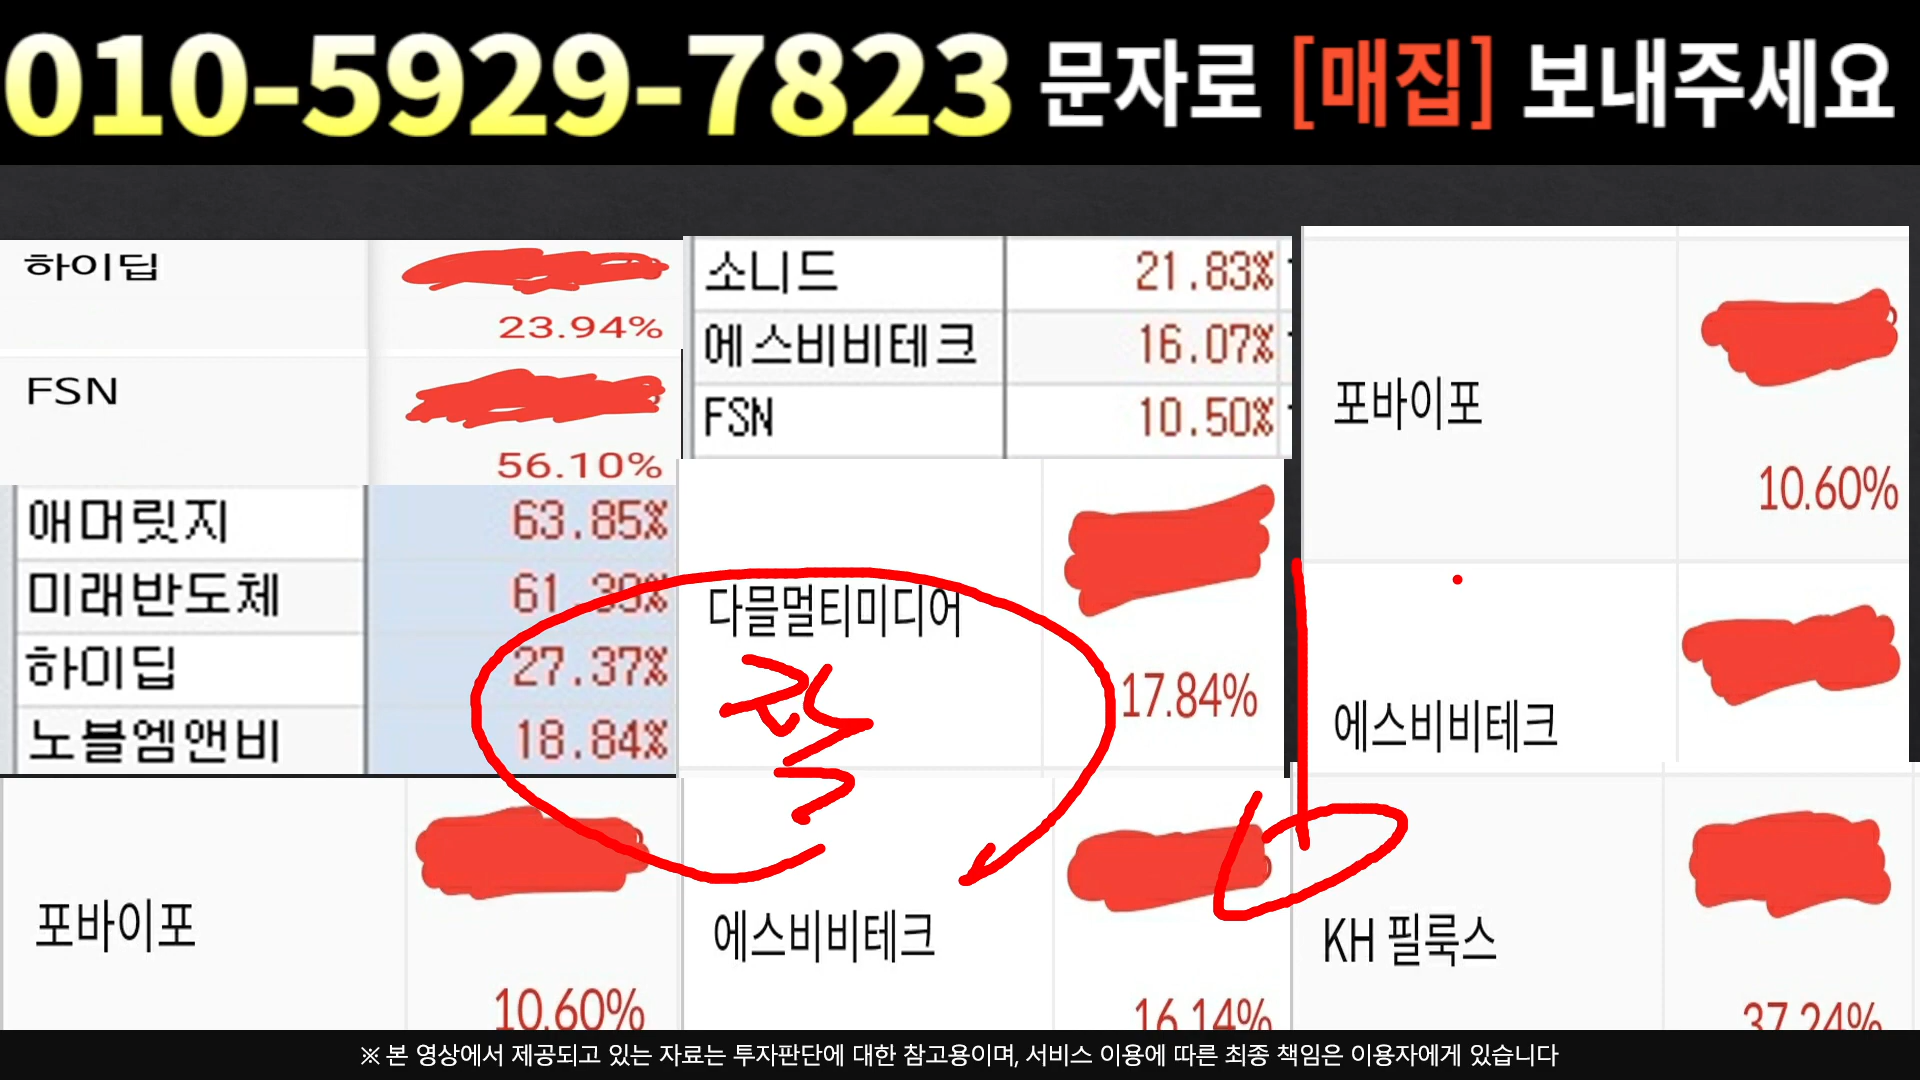 010-5929-7823 문자로 [매집] 보내주세요
하이딥
23.94%
FSN
56.10%
애머릿지 63.85%
미래반도체 61.39%
하이딥 27.37%
노블엠앤비 18.84%
소니드 21.83%
에스비비테크 16.07%
FSN 10.50%
다믈멀티미디어
17.84%
포바이포
10.60%
에스비비테크
포바이포
10.60%
에스비비테크
16.14%
KH 필룩스
37.24%
※ 본 영상에서 제공되고 있는 자료는 투자판단에 대한 참고용이며, 서비스 이용에 따른 최종 책임은 이용자에게 있습니다